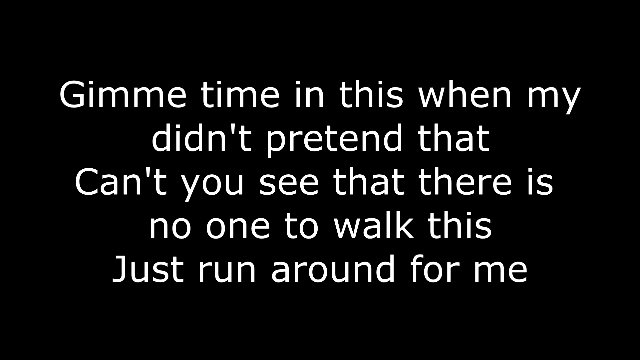 Gimme time in this when my
didn't pretend that
Can't you see that there is
no one to walk this
Just run around for me